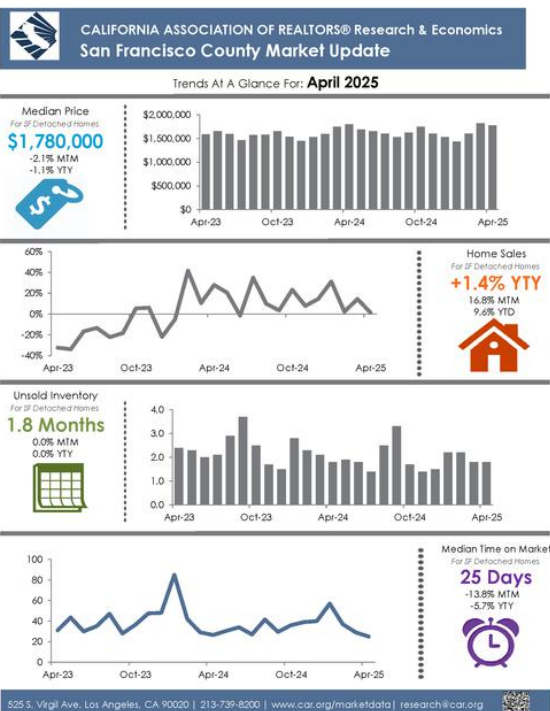 CALIFORNIA ASSOCIATION OF REALTORS® Research & Economics
San Francisco County Market Update
Trends At A Glance For: April 2025
Median Price
For SF Detached Homes
$1,780,000
-2.1% MTM
-1.1% YTY
$
$2,000,000
$1,500,000
$1,000,000
$500,000
$0
Apr-23 Oct-23 Apr-24 Oct-24 Apr-25
60%
40%
20%
0%
-20%
-40%
Apr-23 Oct-23 Apr-24 Oct-24 Apr-25
Home Sales
For SF Detached Homes
+1.4% YTY
16.8% MTM
9.6% YTD
Unsold Inventory
For SF Detached Homes
1.8 Months
0.0% MTM
0.0% YTY
4.0
3.0
2.0
1.0
0.0
Apr-23 Oct-23 Apr-24 Oct-24 Apr-25
100
80
60
40
20
0
Apr-23 Oct-23 Apr-24 Oct-24 Apr-25
Median Time on Market
For SF Detached Homes
25 Days
-13.8% MTM
-5.7% YTY
525 S. Virgil Ave, Los Angeles, CA 90020 | 213-739-8200 | www.car.org/marketdata| research@car.org